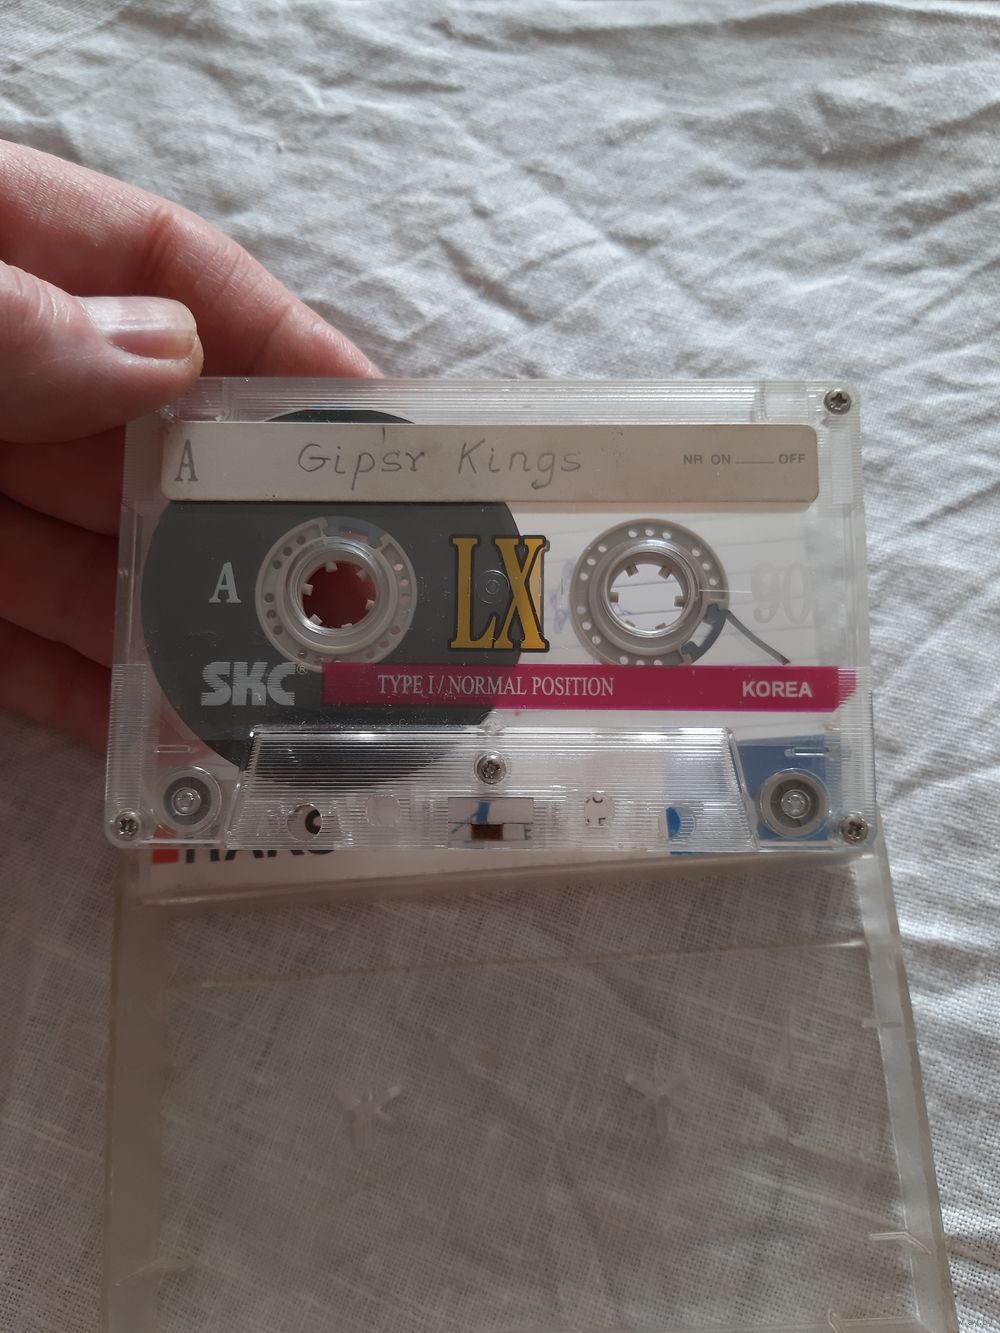 A Gipsy Kings NR ON OFF
A LX 90
SKC® TYPE I/NORMAL POSITION KOREA